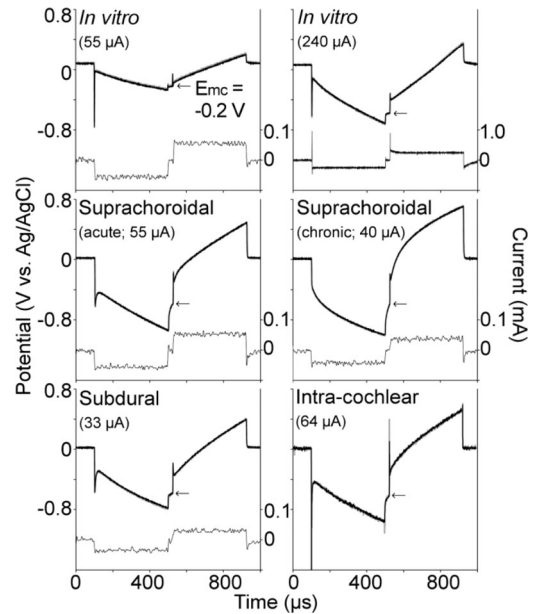 In vitro
(55 µA)
0.8
0
-0.8
Emc =
-0.2 V
0.1
0
In vitro
(240 µA)
1.0
0
Suprachoroidal
(acute; 55 µA)
0.8
0
-0.8
0.1
0
Suprachoroidal
(chronic; 40 µA)
0.1
0
Subdural
(33 µA)
0.8
0
-0.8
0.1
0
Intra-cochlear
(64 µA)
Potential (V vs. Ag/AgCl)
Current (mA)
0 400 800
0 400 800
Time (µs)